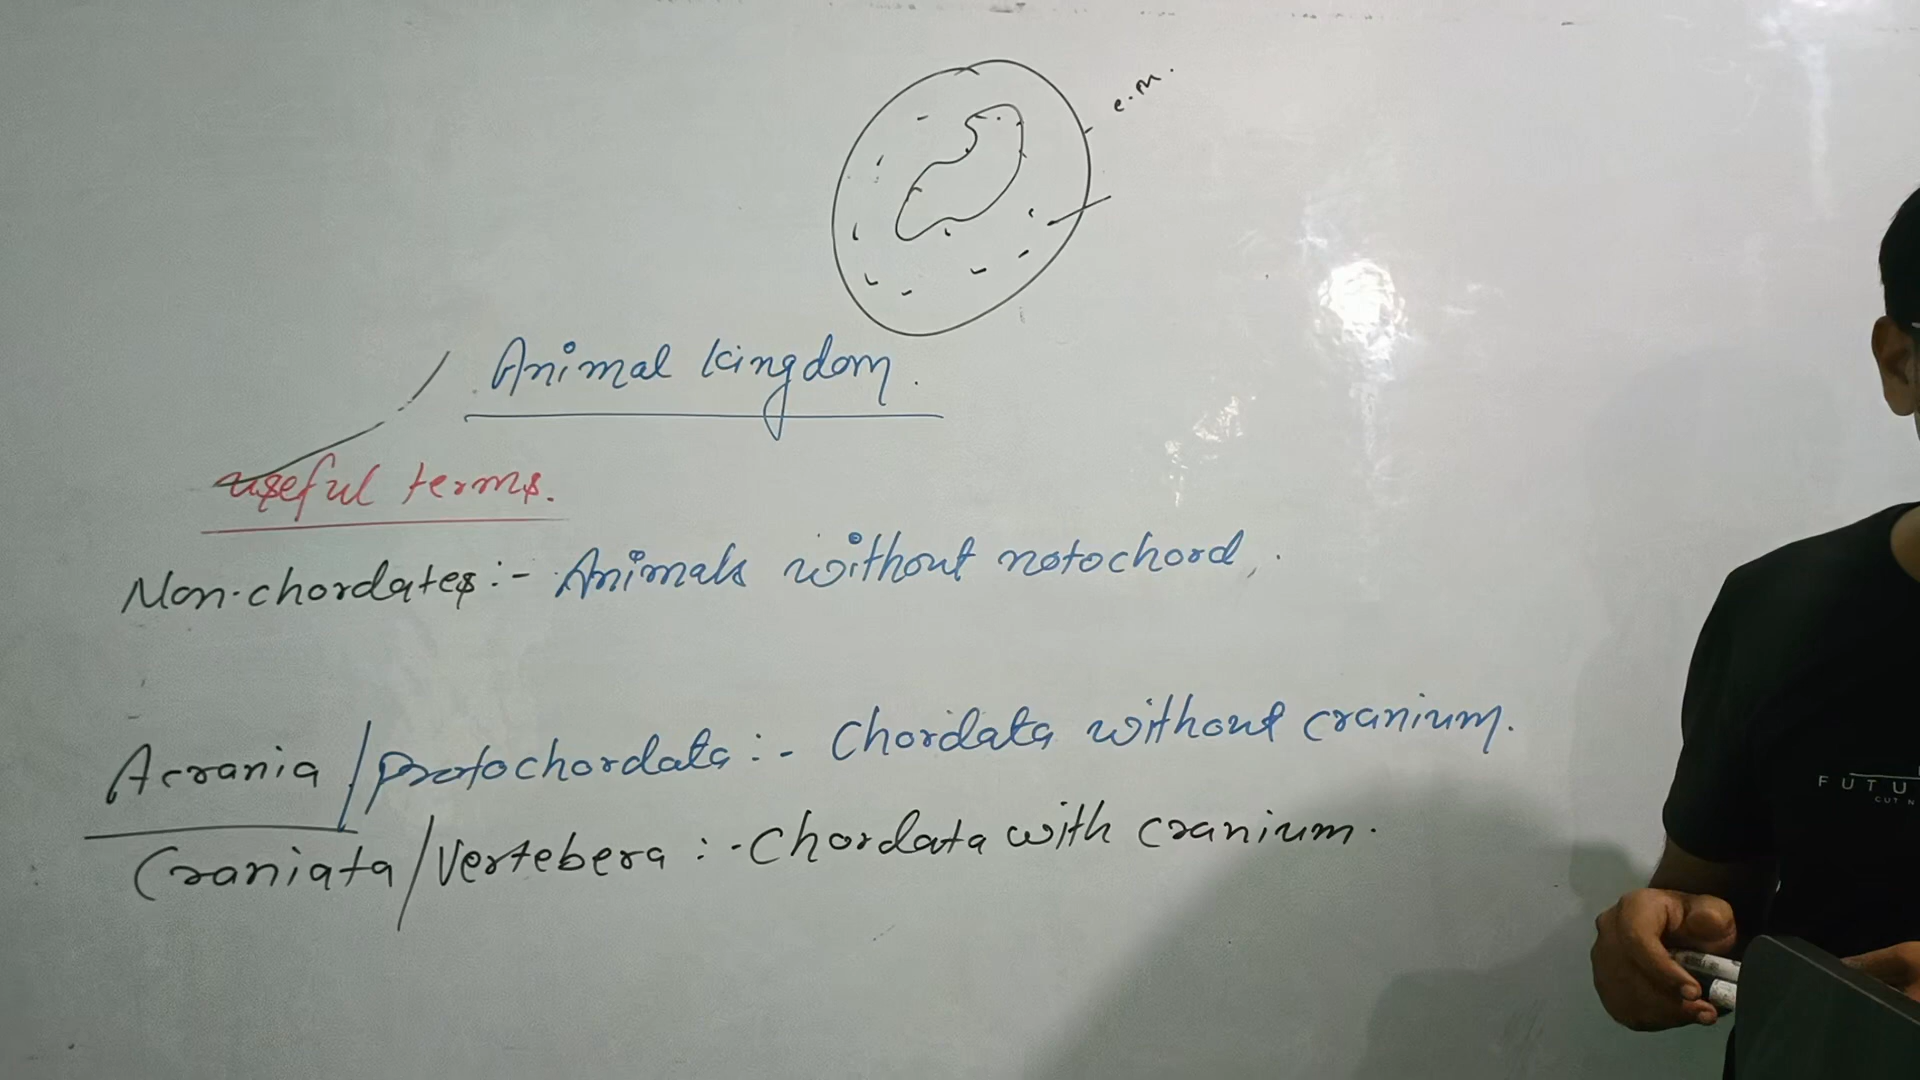 e.m.
Animal kingdom.
useful terms.
Non-chordates :- Animals without notochord.
Acrania / protochordata :- Chordata without cranium.
Craniata / Vertebera :- Chordata with cranium.
FUTU
CUT N